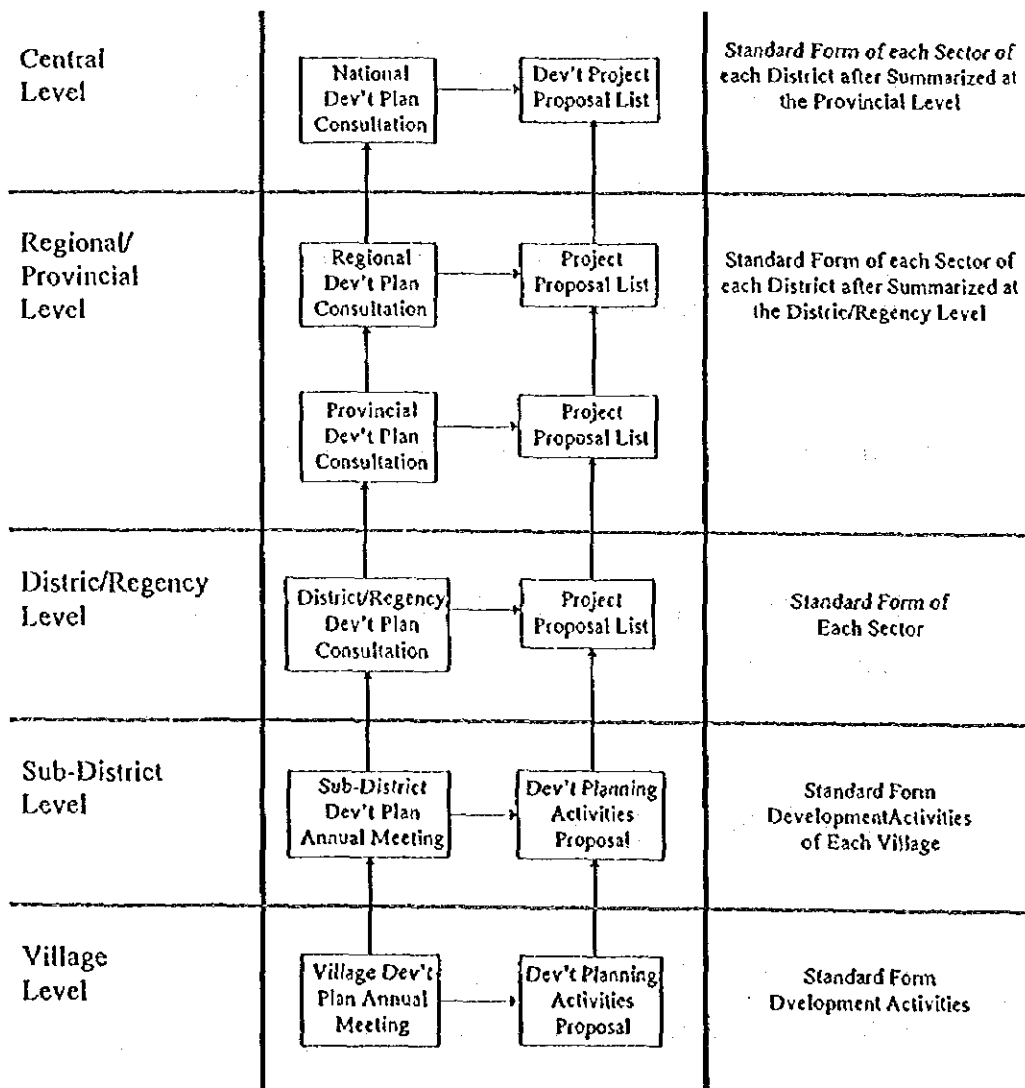 Central
Level
National
Dev't Plan
Consultation
Dev't Project
Proposal List
Standard Form of each Sector of
each District after Summarized at
the Provincial Level
Regional/
Provincial
Level
Regional
Dev't Plan
Consultation
Project
Proposal List
Standard Form of each Sector of
each District after Summarized at
the Distric/Regency Level
Provincial
Dev't Plan
Consultation
Project
Proposal List
Distric/Regency
Level
District/Regency
Dev't Plan
Consultation
Project
Proposal List
Standard Form of
Each Sector
Sub-District
Level
Sub-District
Dev't Plan
Annual Meeting
Dev't Planning
Activities
Proposal
Standard Form
DevelopmentActivities
of Each Village
Village
Level
Village Dev't
Plan Annual
Meeting
Dev't Planning
Activities
Proposal
Standard Form
Dvelopment Activities